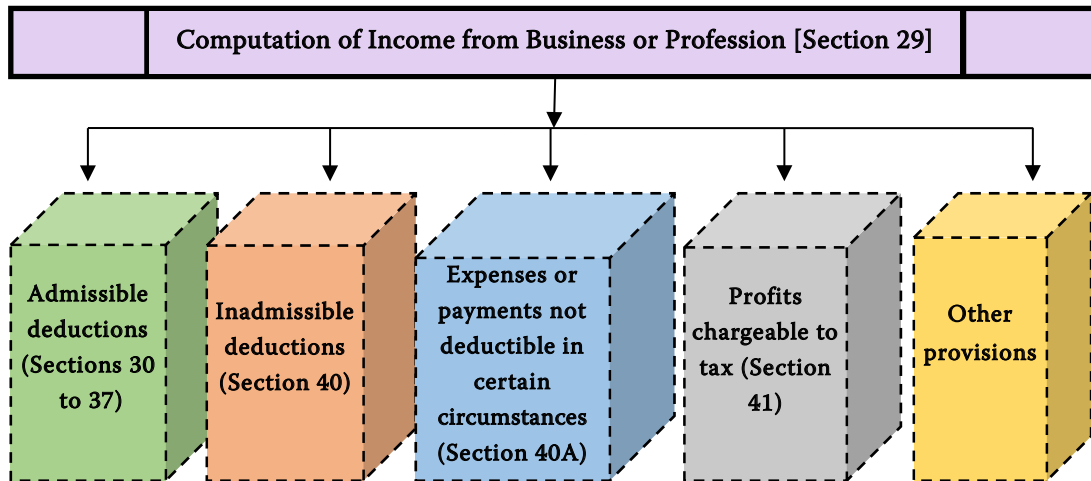 Computation of Income from Business or Profession [Section 29]
Admissible
deductions
(Sections 30
to 37)
Inadmissible
deductions
(Section 40)
Expenses or
payments not
deductible in
certain
circumstances
(Section 40A)
Profits
chargeable to
tax (Section
41)
Other
provisions